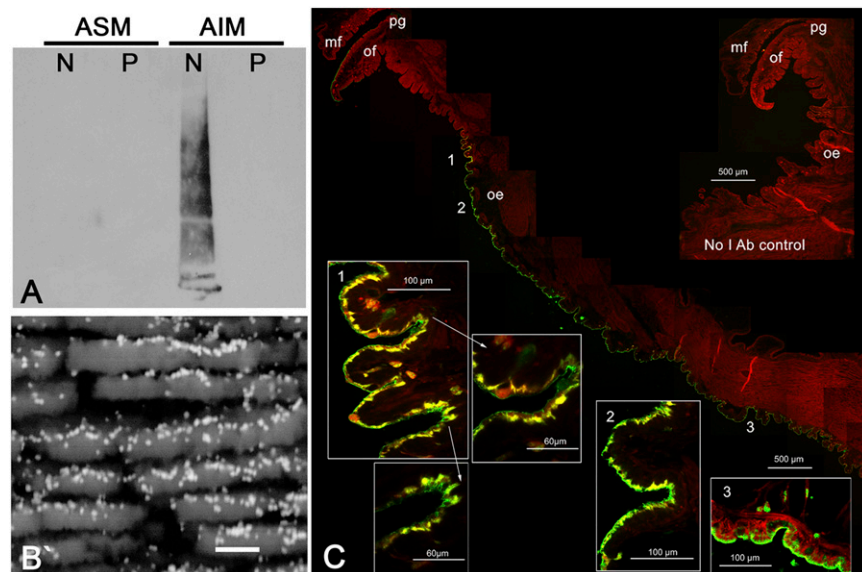 ASM AIM
N P N P
A
B`
mf pg
of
1
2
oe
mf pg
of
oe
500 µm
No I Ab control
1
100 µm
60µm
60µm
2
100 µm
3
500 µm
3
100 µm
C